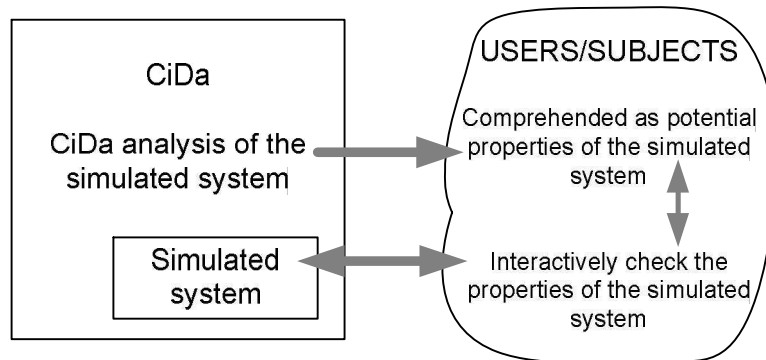 CiDa
CiDa analysis of the
simulated system
Simulated
system
USERS/SUBJECTS
Comprehended as potential
properties of the simulated
system
Interactively check the
properties of the simulated
system